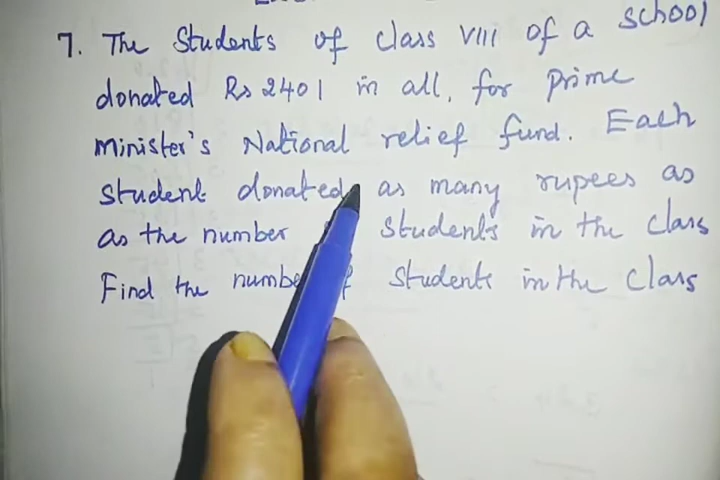 7. The Students of class VIII of a school
donated Rs 2401 in all, for prime
minister's National relief fund. Each
student donated as many rupees as
as the number students in the class
Find the numbe f students in the class